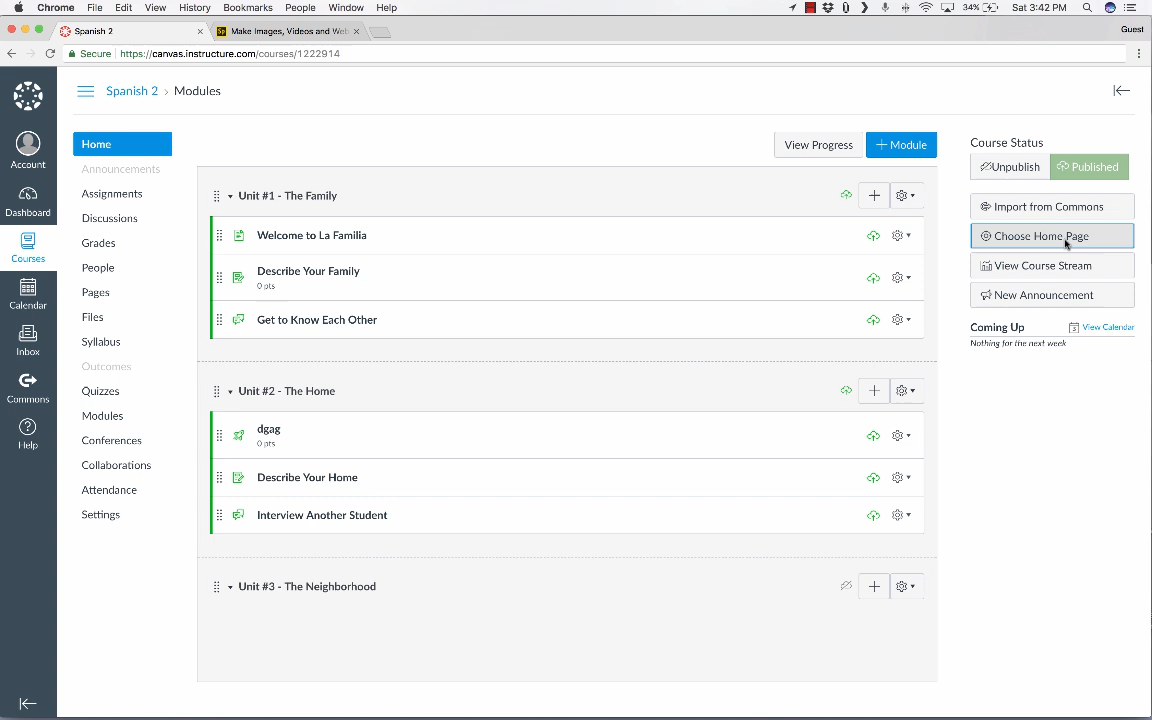 Chrome File Edit View History Bookmarks People Window Help 34% Sat 3:42 PM
Spanish 2 Make Images, Videos and Web Guest
Secure https://canvas.instructure.com/courses/1222914
Spanish 2 › Modules
Account
Dashboard
Courses
Calendar
Inbox
Commons
Help
Home
Announcements
Assignments
Discussions
Grades
People
Pages
Files
Syllabus
Outcomes
Quizzes
Modules
Conferences
Collaborations
Attendance
Settings
View Progress + Module
Unit #1 - The Family
Welcome to La Familia
Describe Your Family
0 pts
Get to Know Each Other
Unit #2 - The Home
dgag
0 pts
Describe Your Home
Interview Another Student
Unit #3 - The Neighborhood
Course Status
Unpublish Published
Import from Commons
Choose Home Page
View Course Stream
New Announcement
Coming Up View Calendar
Nothing for the next week